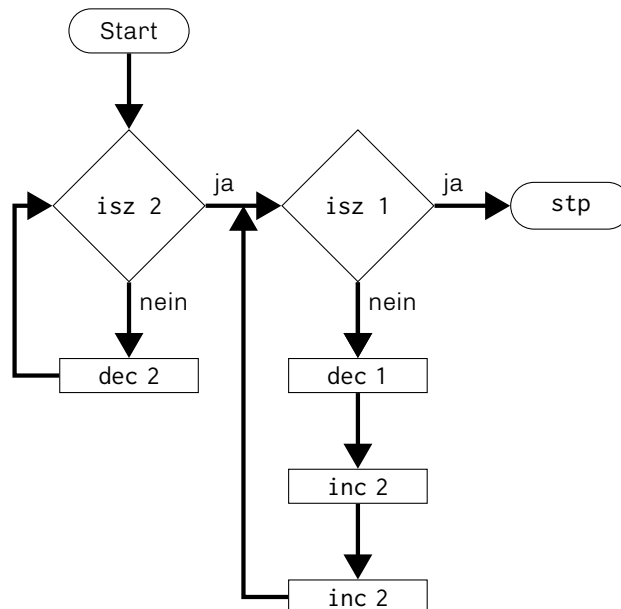 Start
isz 2
ja
isz 1
ja
stp
nein
nein
dec 2
dec 1
inc 2
inc 2